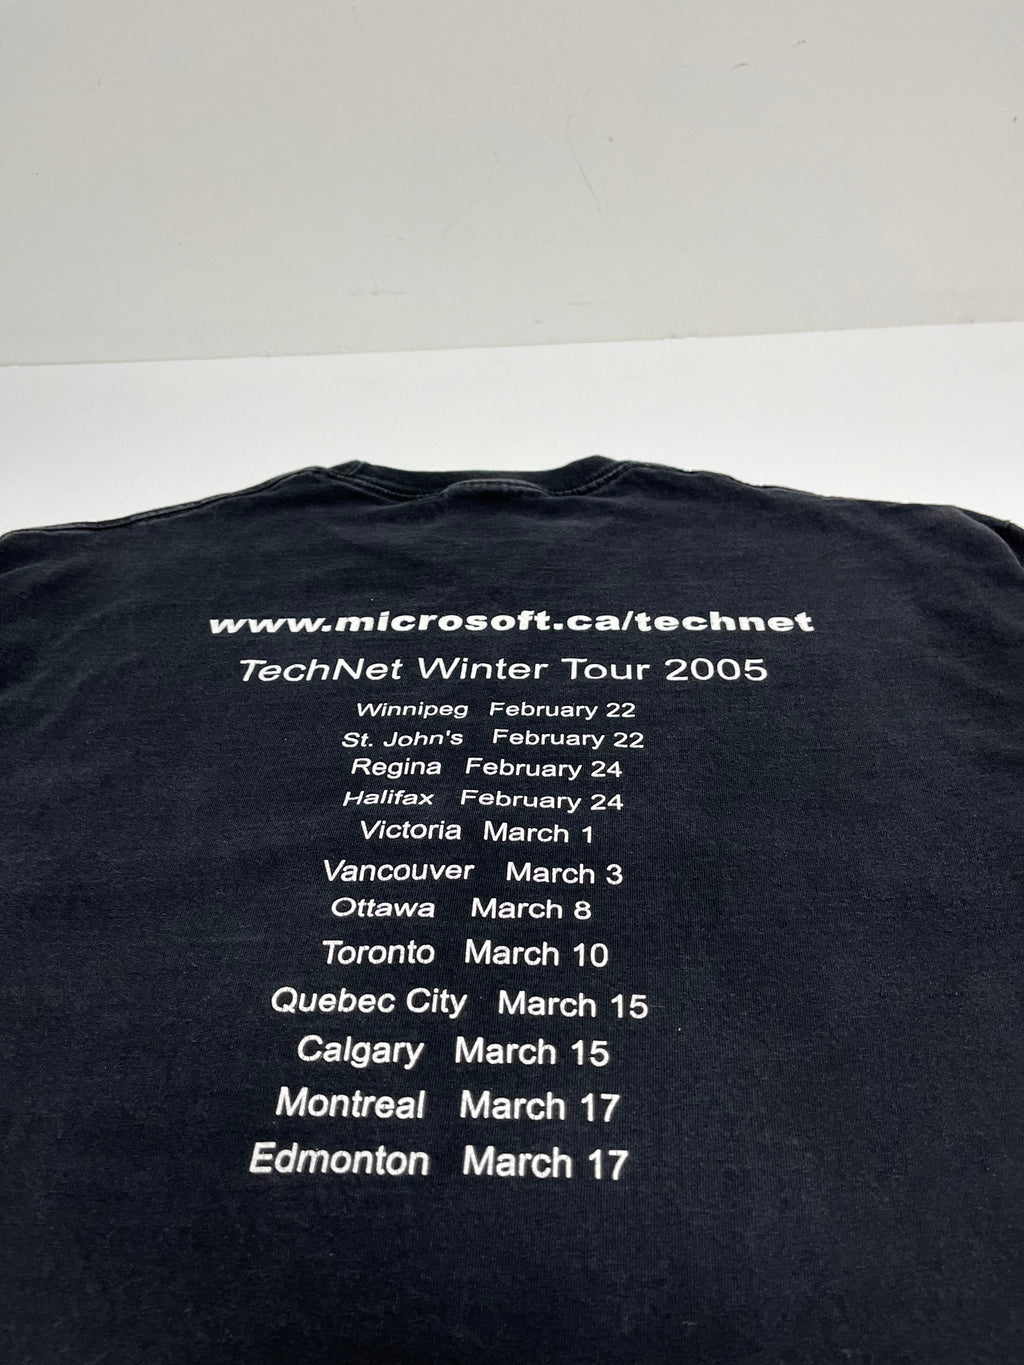 www.microsoft.ca/technet
TechNet Winter Tour 2005
Winnipeg February 22
St. John's February 22
Regina February 24
Halifax February 24
Victoria March 1
Vancouver March 3
Ottawa March 8
Toronto March 10
Quebec City March 15
Calgary March 15
Montreal March 17
Edmonton March 17